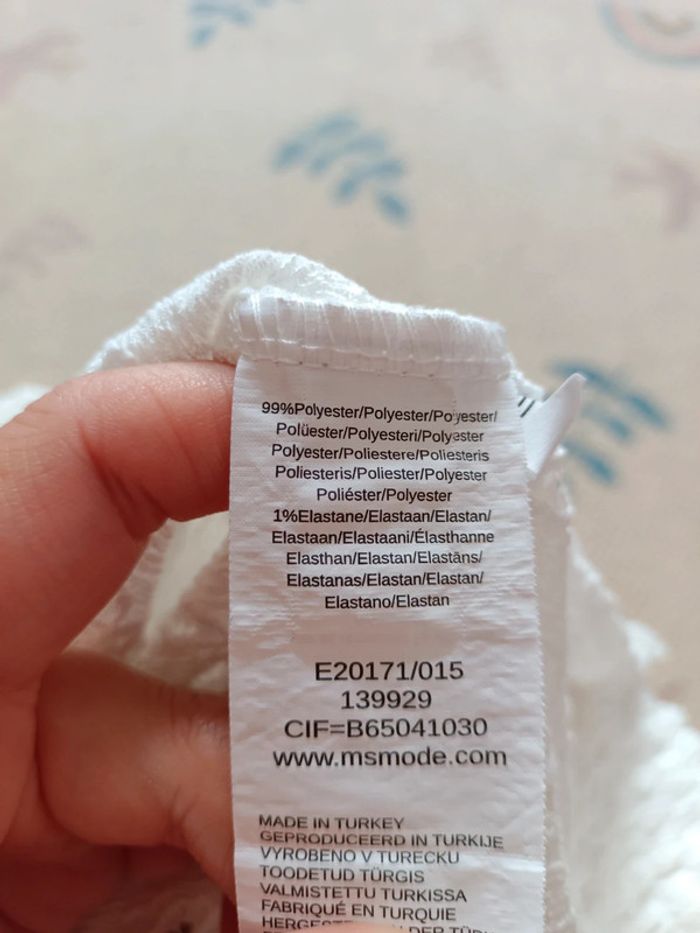 99%Polyester/Polyester/Polyester/
Polüester/Polyesteri/Polyester
Polyester/Poliestere/Poliesteris
Poliesteris/Poliester/Polyester
Poliéster/Polyester
1%Elastane/Elastaan/Elastan/
Elastaan/Elastaani/Élasthanne
Elasthan/Elastan/Elastāns/
Elastanas/Elastan/Elastan/
Elastano/Elastan
E20171/015
139929
CIF=B65041030
www.msmode.com
MADE IN TURKEY
GEPRODUCEERD IN TURKIJE
VYROBENO V TURECKU
TOODETUD TÜRGIS
VALMISTETTU TURKISSA
FABRIQUÉ EN TURQUIE
DER